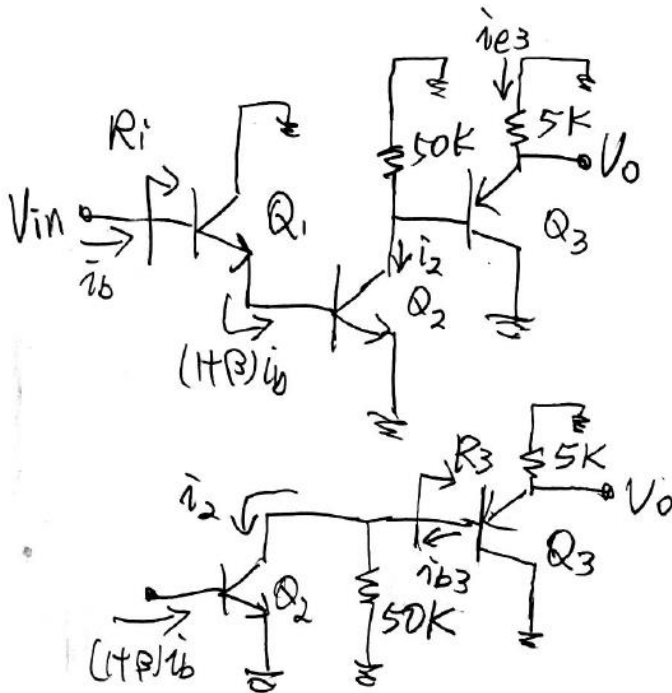 ie3
Ri
50K
5K
Vo
Vin
Q1
Q3
ib
i2
Q2
(1+β)ib
R3
5K
i2
Vo
ib3
Q3
Q2
50K
(1+β)ib